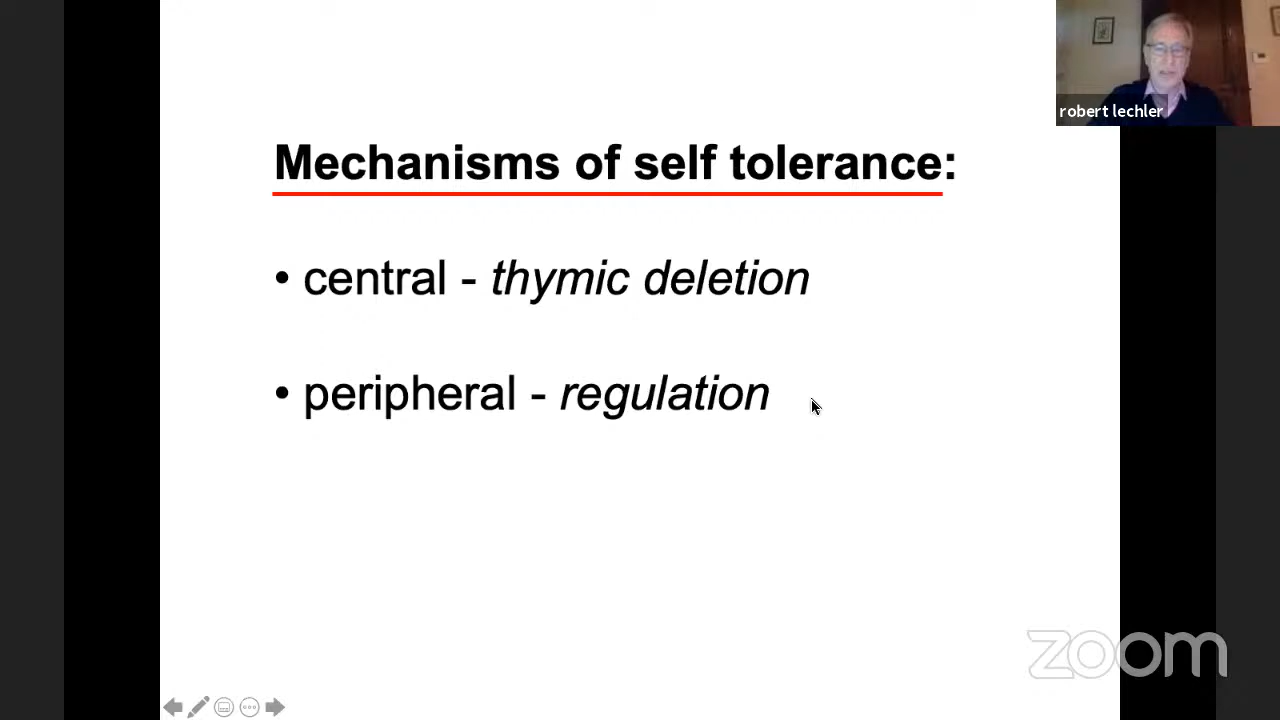 robert lechler
Mechanisms of self tolerance:
• central - thymic deletion
• peripheral - regulation
zoom